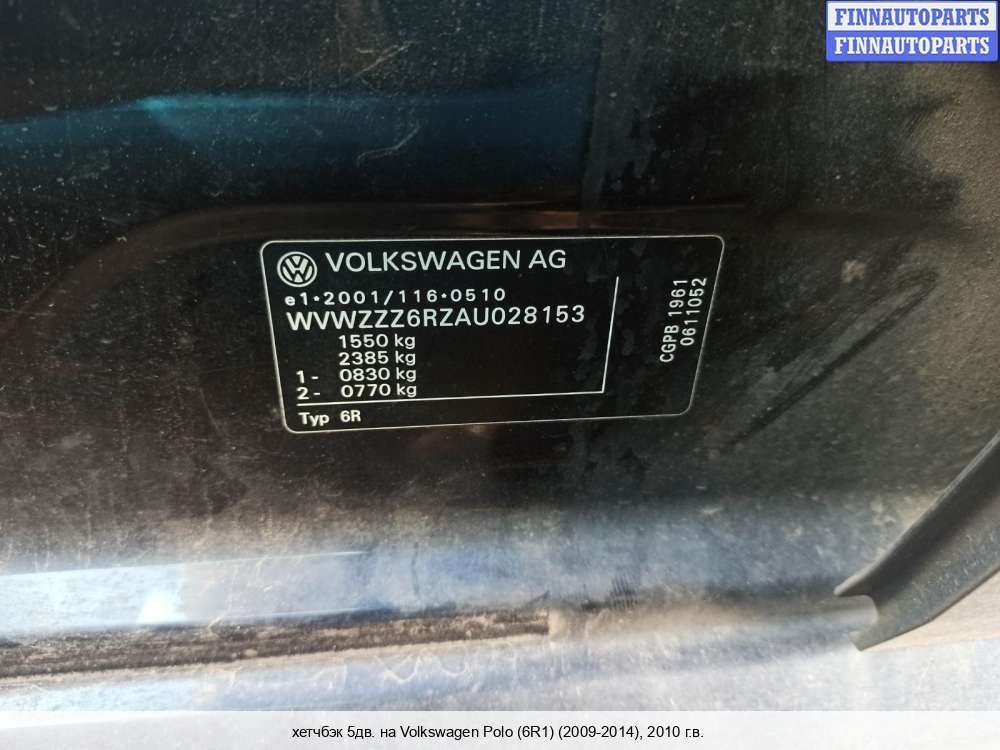 FINNAUTOPARTS
FINNAUTOPARTS
VOLKSWAGEN AG
e1•2001/116•0510
WVWZZZ6RZAU028153
1550 kg
2385 kg
1- 0830 kg
2- 0770 kg
Typ 6R
CGPB 1961
0611052
хетчбэк 5дв. на Volkswagen Polo (6R1) (2009-2014), 2010 г.в.